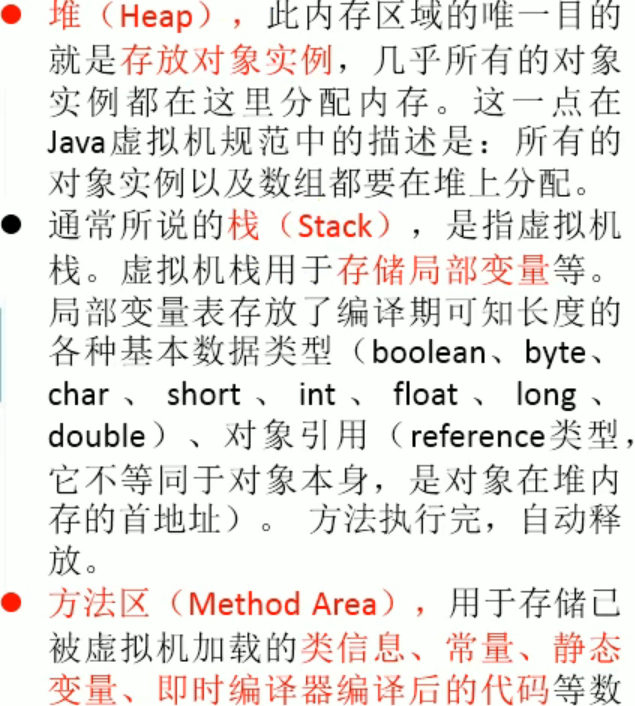 ● 堆（Heap），此内存区域的唯一目的
就是存放对象实例，几乎所有的对象
实例都在这里分配内存。这一点在
Java虚拟机规范中的描述是：所有的
对象实例以及数组都要在堆上分配。
● 通常所说的栈（Stack），是指虚拟机
栈。虚拟机栈用于存储局部变量等。
局部变量表存放了编译期可知长度的
各种基本数据类型（boolean、byte、
char 、 short 、 int 、 float 、 long 、
double）、对象引用（reference类型，
它不等同于对象本身，是对象在堆内
存的首地址）。 方法执行完，自动释
放。
● 方法区（Method Area），用于存储已
被虚拟机加载的类信息、常量、静态
变量、即时编译器编译后的代码等数